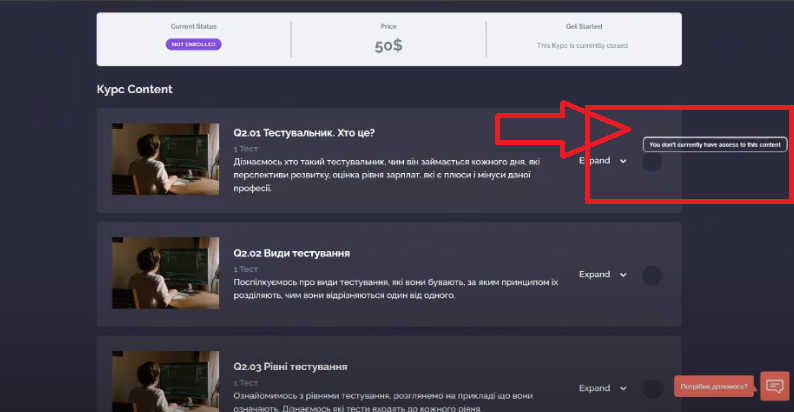 Current Status
NOT ENROLLED
Price
50$
Get Started
This Курс is currently closed
Курс Content
Q2.01 Тестувальник. Хто це?
1 Тест
Дізнаємось хто такий тестувальник, чим він займається кожного дня, які
перспективи розвитку, оцінка рівня зарплат, які є плюси і мінуси даної
професії.
Expand
You don't currently have access to this content
Q2.02 Види тестування
1 Тест
Поспілкуємось про види тестування, які вони бувають, за яким принципом їх
розділяють, чим вони відрізняються один від одного.
Expand
Q2.03 Рівні тестування
1 Тест
Ознайомимось з рівнями тестування, розглянемо на прикладі що вони
означають. Дізнаємось які тести входять до кожного рівня.
Expand
Потрібна допомога?